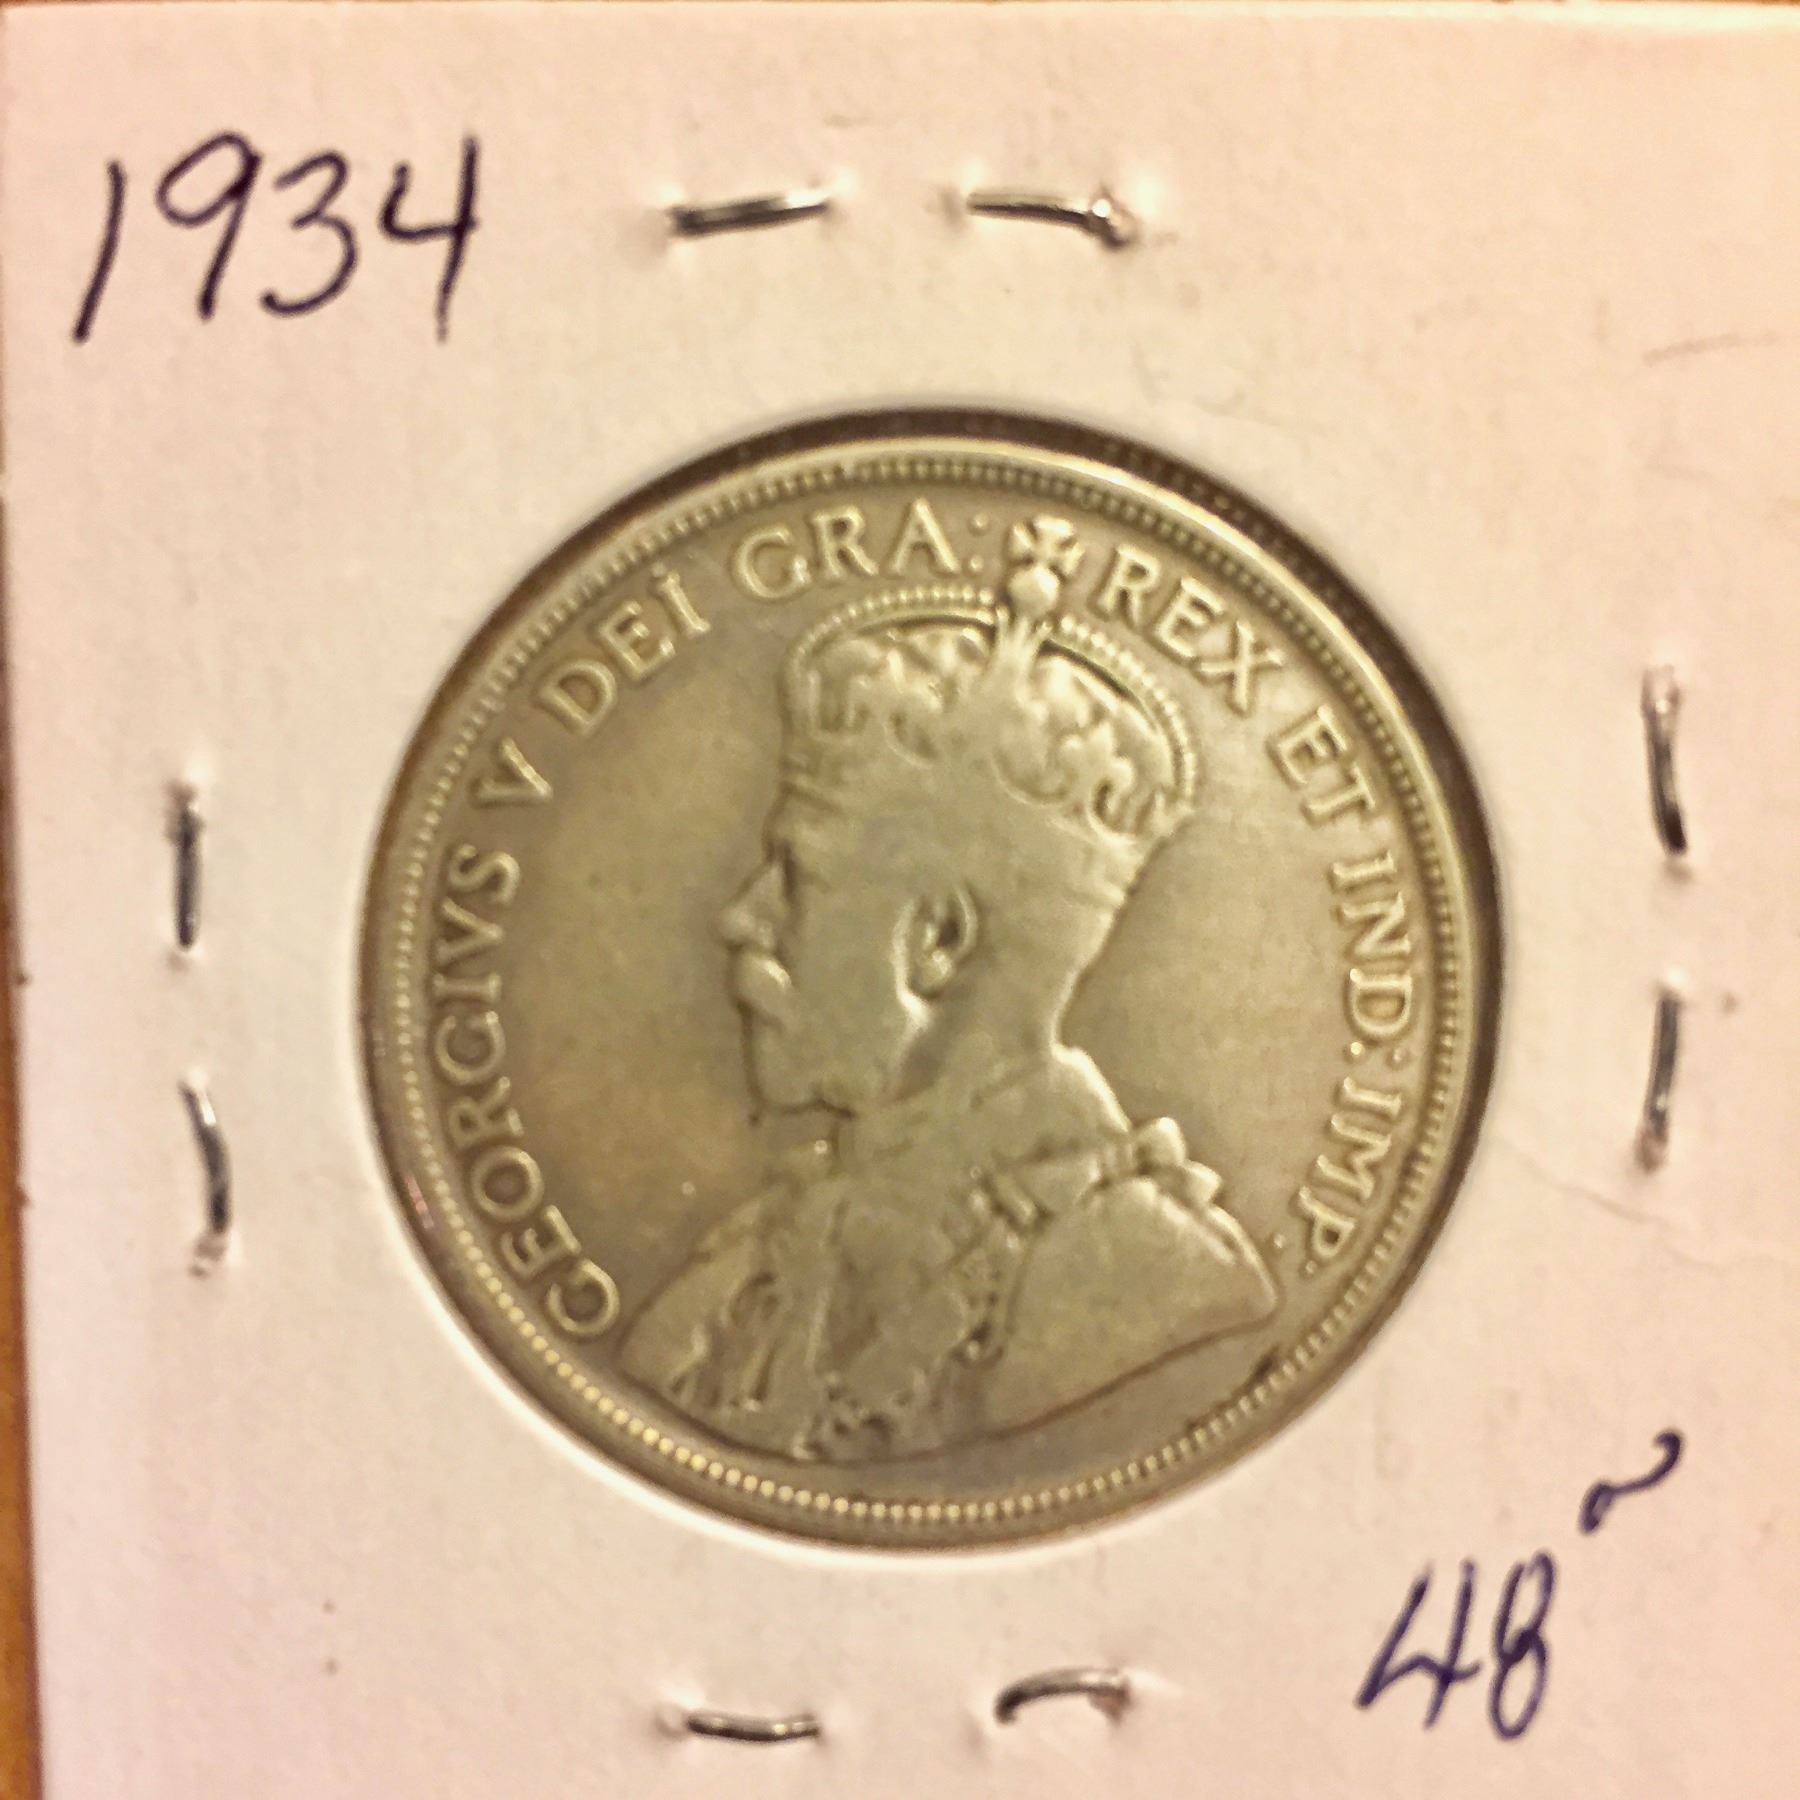 1934
GEORGIVS V DEI GRA: REX ET IND: IMP.
48